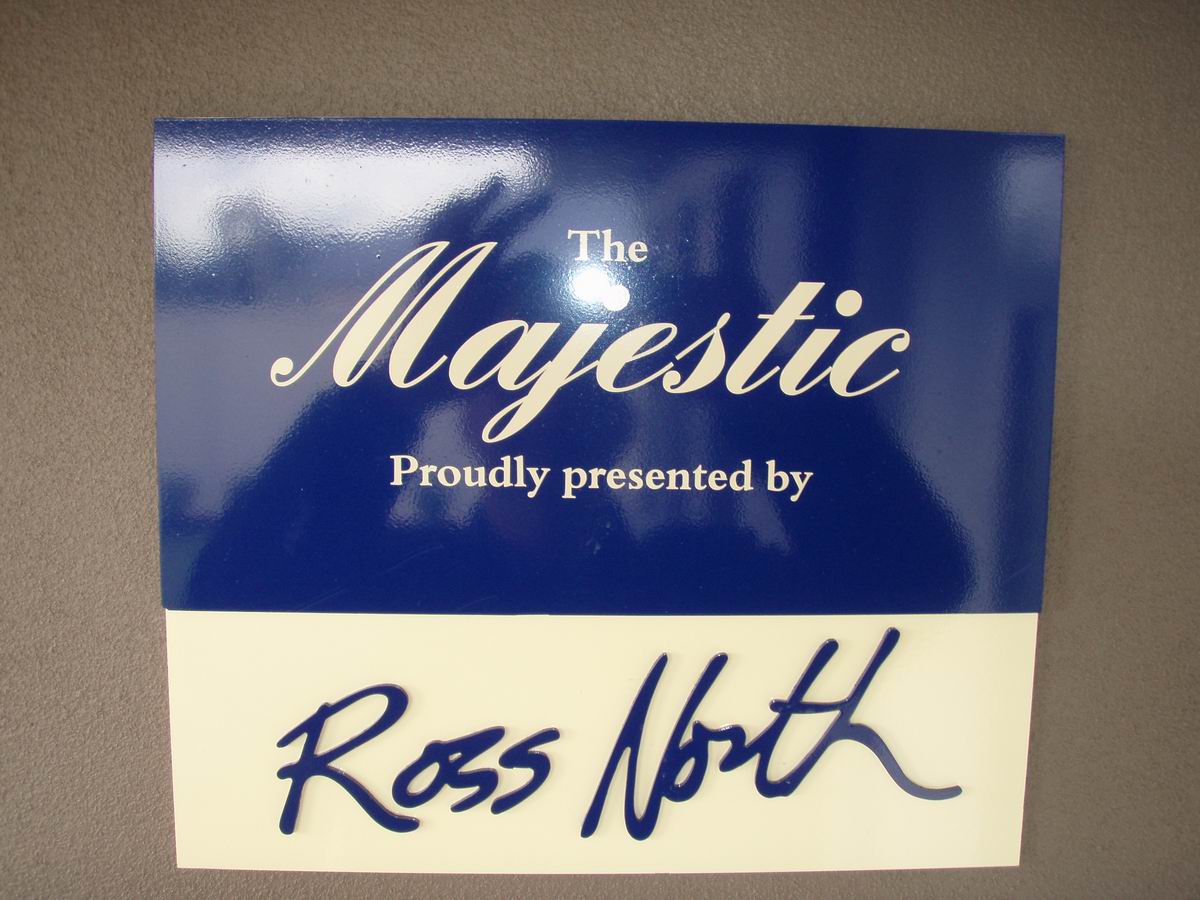 The
Majestic
Proudly presented by
Ross North